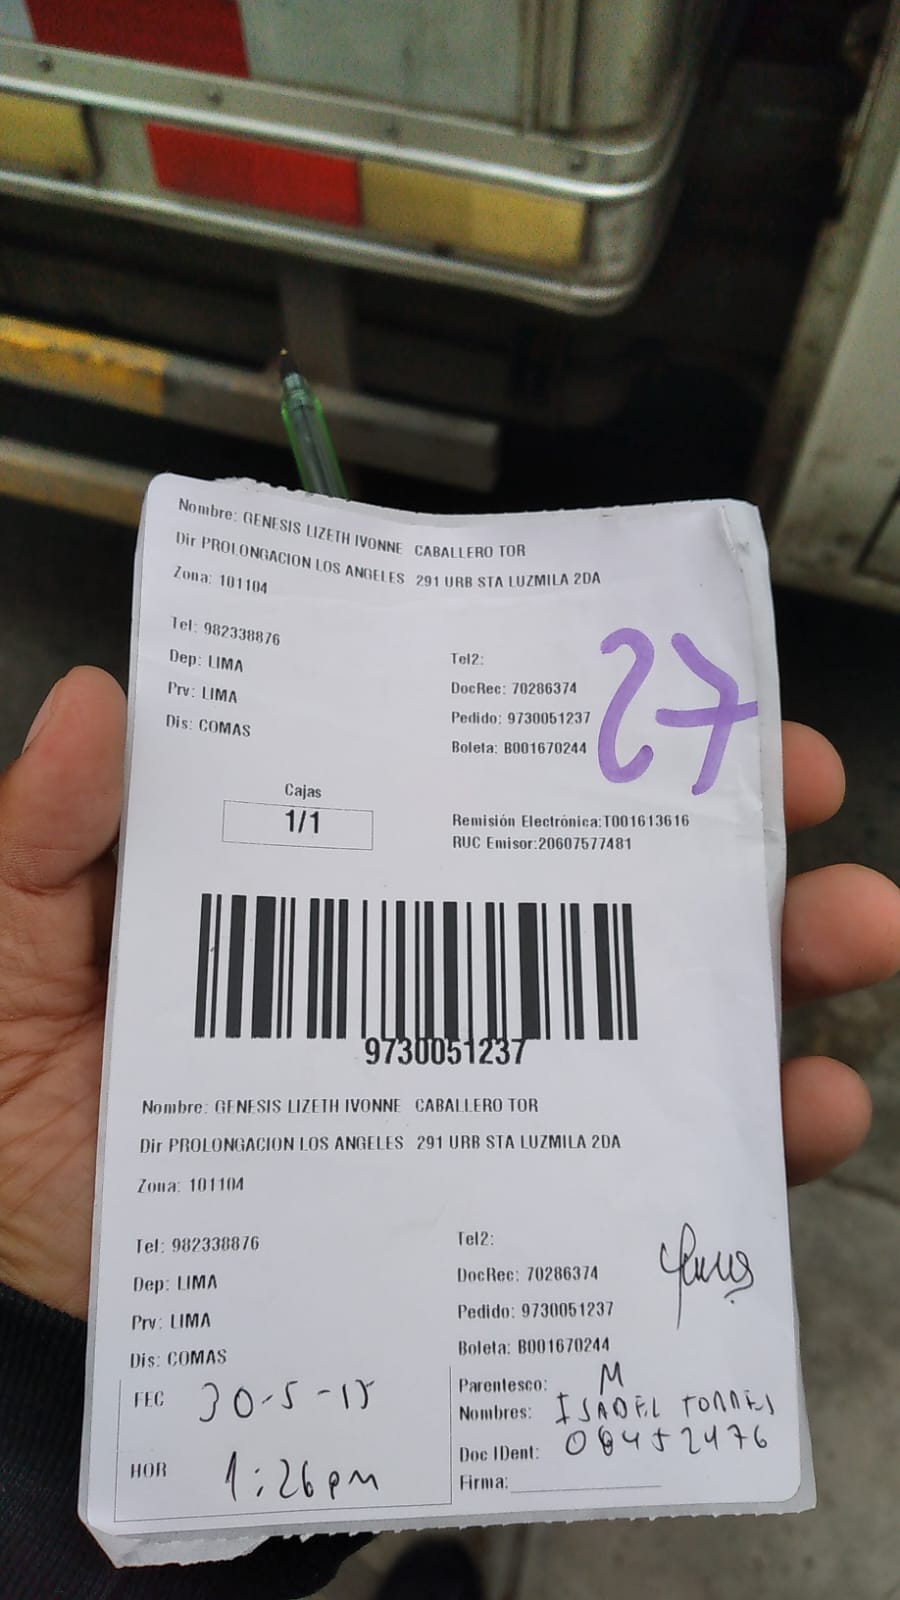 Nombre: GENESIS LIZETH IVONNE CABALLERO TOR
Dir PROLONGACION LOS ANGELES 291 URB STA LUZMILA 2DA
Zona: 101104
Tel: 982338876
Dep: LIMA
Prv: LIMA
Dis: COMAS
Tel2:
DocRec: 70286374
Pedido: 9730051237
Boleta: B001670244
27
Cajas
1/1
Remisión Electrónica:T001613616
RUC Emisor:20607577481
9730051237
Nombre: GENESIS LIZETH IVONNE CABALLERO TOR
Dir PROLONGACION LOS ANGELES 291 URB STA LUZMILA 2DA
Zona: 101104
Tel: 982338876
Dep: LIMA
Prv: LIMA
Dis: COMAS
Tel2:
DocRec: 70286374
Pedido: 9730051237
Boleta: B001670244
FEC
HOR 1:26pm
Parentesco: M
Nombres: ISABEL TORRES
Doc IDent:
Firma: